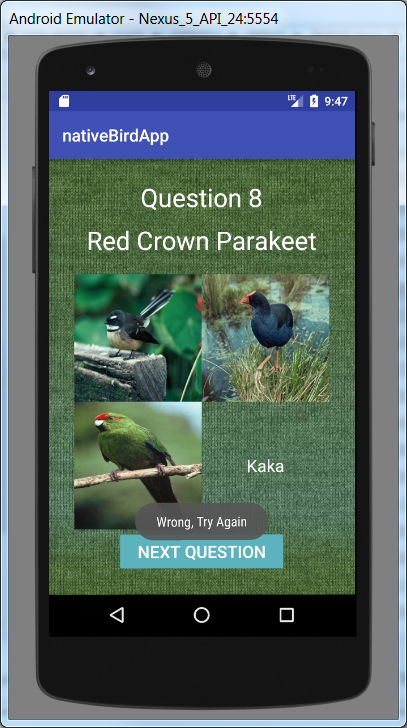 Android Emulator - Nexus_5_API_24:5554
LTE 9:47
nativeBirdApp
Question 8
Red Crown Parakeet
Kaka
Wrong, Try Again
NEXT QUESTION